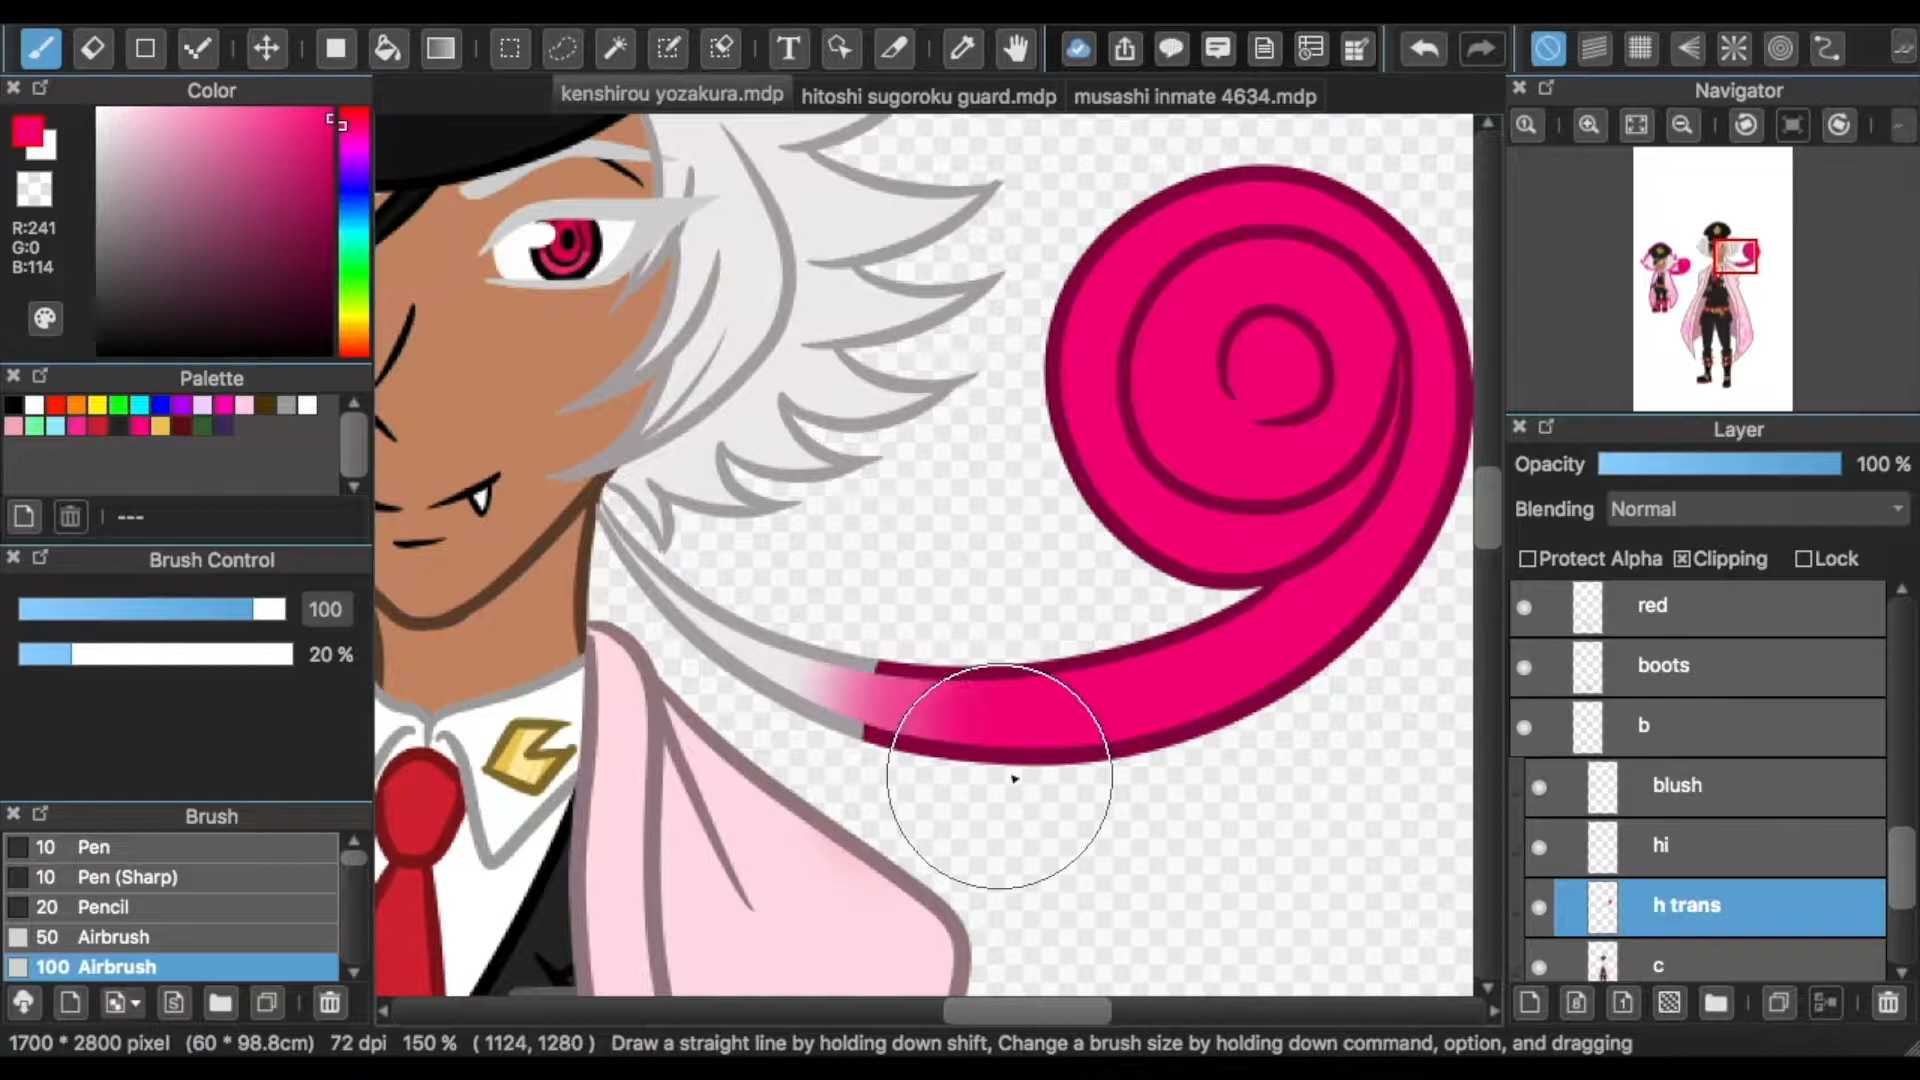 Color
kenshirou yozakura.mdp
hitoshi sugoroku guard.mdp
musashi inmate 4634.mdp
Navigator
R:241
G:0
B:114
Palette
---
Brush Control
100
20 %
Brush
10 Pen
10 Pen (Sharp)
20 Pencil
50 Airbrush
100 Airbrush
Layer
Opacity 100 %
Blending Normal
Protect Alpha Clipping Lock
red
boots
b
blush
hi
h trans
c
1700 * 2800 pixel (60 * 98.8cm) 72 dpi 150 % ( 1124, 1280 ) Draw a straight line by holding down shift, Change a brush size by holding down command, option, and dragging